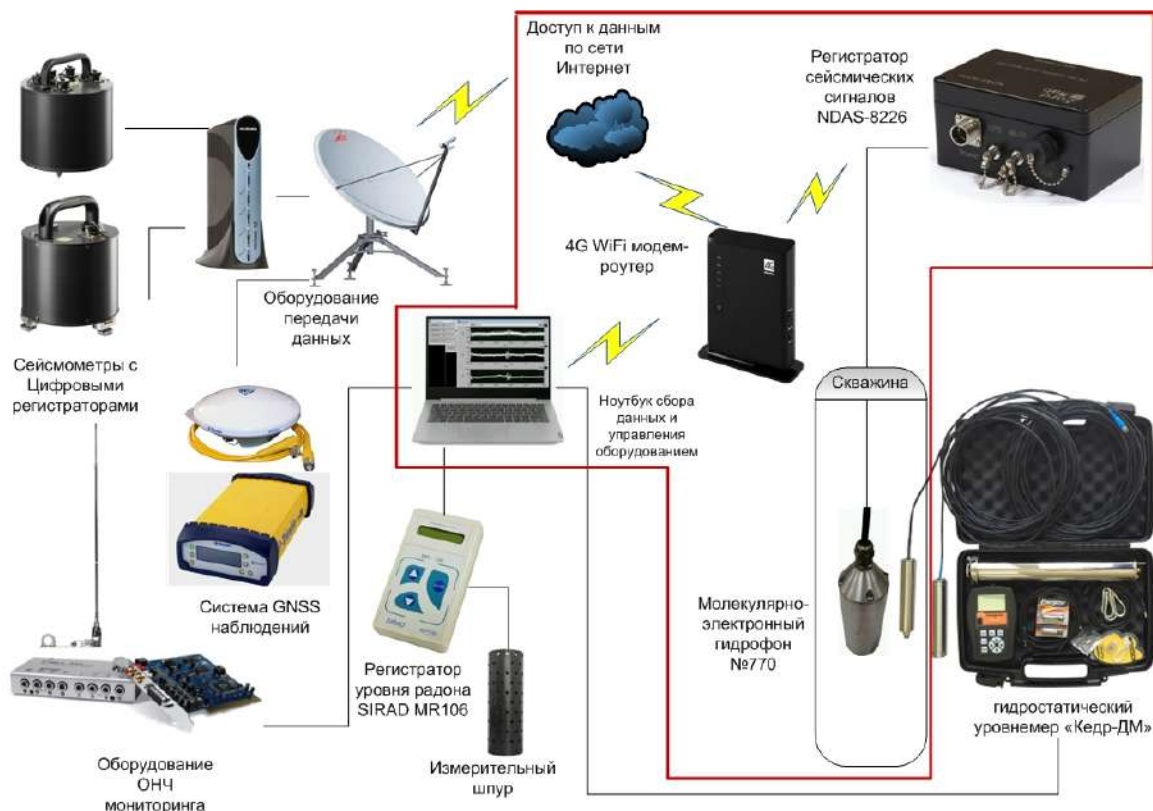 Доступ к данным
по сети
Интернет
Регистратор
сейсмических
сигналов
NDAS-8226
4G WiFi модем-
роутер
Оборудование
передачи
данных
Сейсмометры с
Цифровыми
регистраторами
Скважина
Ноутбук сбора
данных и
управления
оборудованием
Система GNSS
наблюдений
Молекулярно-
электронный
гидрофон
№770
Регистратор
уровня радона
SIRAD MR106
гидростатический
уровнемер «Кедр-ДМ»
Измерительный
шпур
Оборудование
ОНЧ
мониторинга